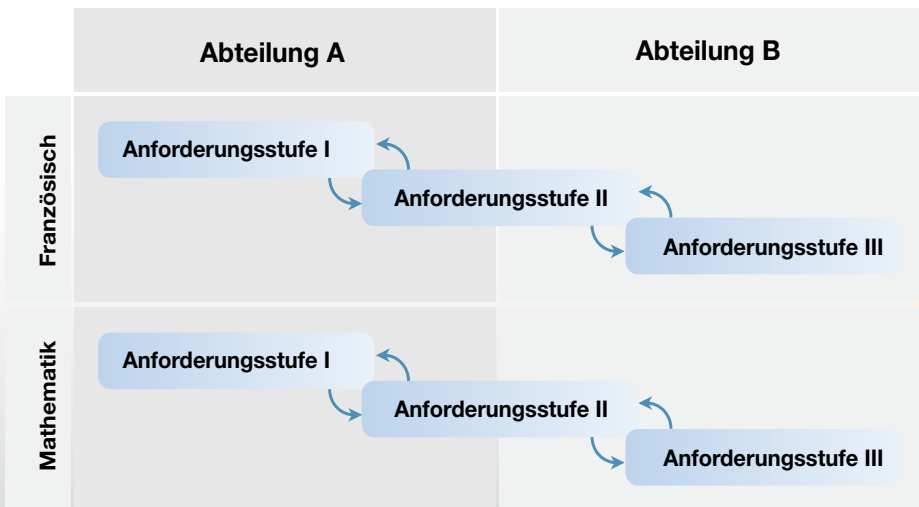 Abteilung A
Abteilung B
Französisch
Anforderungsstufe I
Anforderungsstufe II
Anforderungsstufe III
Mathematik
Anforderungsstufe I
Anforderungsstufe II
Anforderungsstufe III